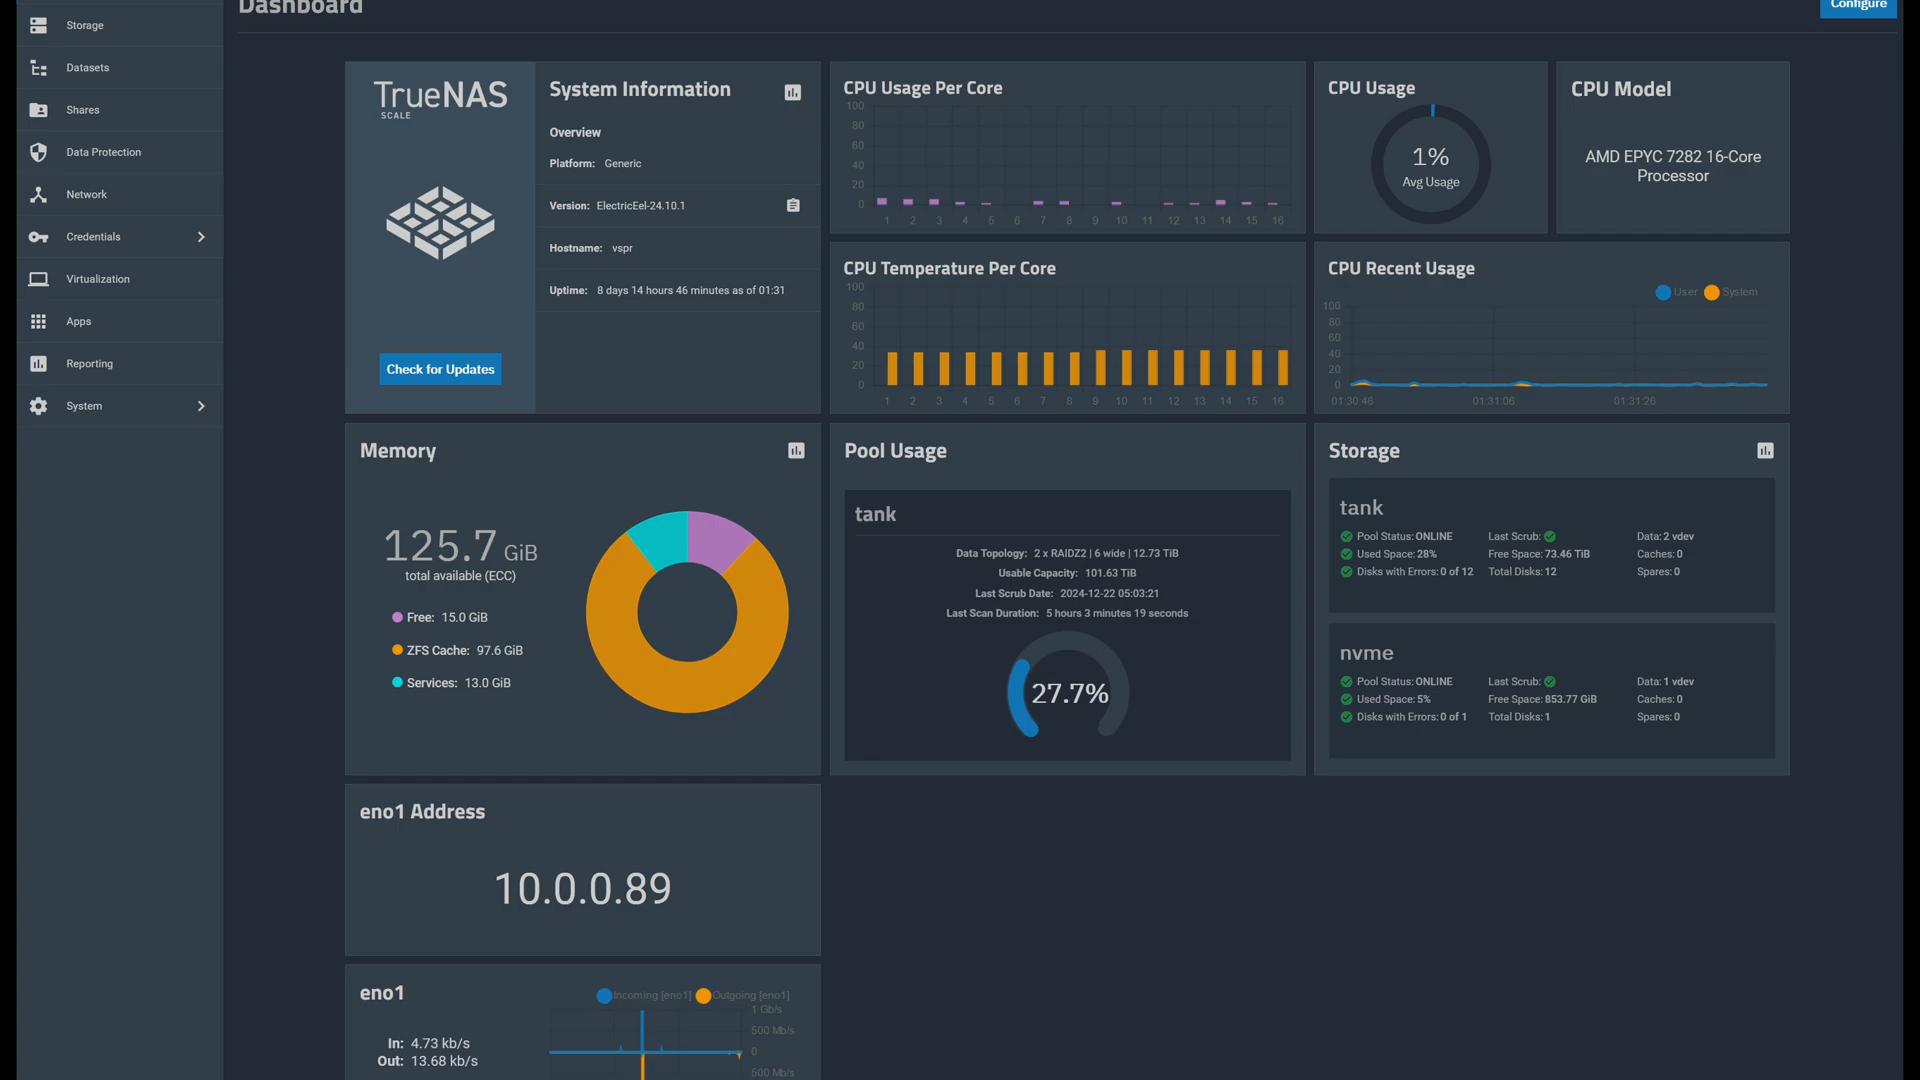 Dashboard
Configure
Storage
Datasets
Shares
Data Protection
Network
Credentials
Virtualization
Apps
Reporting
System
TrueNAS
SCALE
Check for Updates
System Information
Overview
Platform: Generic
Version: ElectricEel-24.10.1
Hostname: vspr
Uptime: 8 days 14 hours 46 minutes as of 01:31
CPU Usage Per Core
100
80
60
40
20
0
1 2 3 4 5 6 7 8 9 10 11 12 13 14 15 16
CPU Usage
1%
Avg Usage
CPU Model
AMD EPYC 7282 16-Core
Processor
CPU Temperature Per Core
100
80
60
40
20
0
1 2 3 4 5 6 7 8 9 10 11 12 13 14 15 16
CPU Recent Usage
User System
100
80
60
40
20
0
01:30:46 01:31:06 01:31:26
Memory
125.7 GiB
total available (ECC)
Free: 15.0 GiB
ZFS Cache: 97.6 GiB
Services: 13.0 GiB
Pool Usage
tank
Data Topology: 2 x RAIDZ2 | 6 wide | 12.73 TiB
Usable Capacity: 101.63 TiB
Last Scrub Date: 2024-12-22 05:03:21
Last Scan Duration: 5 hours 3 minutes 19 seconds
27.7%
Storage
tank
Pool Status: ONLINE Last Scrub: Data: 2 vdev
Used Space: 28% Free Space: 73.46 TiB Caches: 0
Disks with Errors: 0 of 12 Total Disks: 12 Spares: 0
nvme
Pool Status: ONLINE Last Scrub: Data: 1 vdev
Used Space: 5% Free Space: 853.77 GiB Caches: 0
Disks with Errors: 0 of 1 Total Disks: 1 Spares: 0
eno1 Address
10.0.0.89
eno1
Incoming [eno1] Outgoing [eno1]
In: 4.73 kb/s
Out: 13.68 kb/s
1 Gb/s
500 Mb/s
0
500 Mb/s